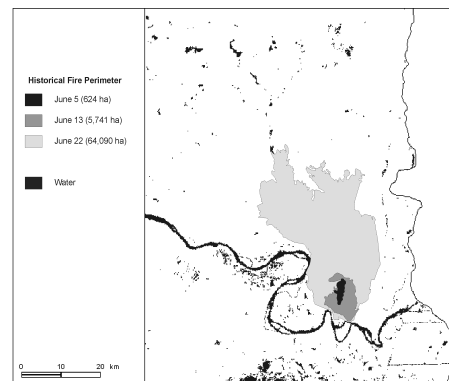 Historical Fire Perimeter
June 5 (624 ha)
June 13 (5,741 ha)
June 22 (64,090 ha)
Water
km
0 10 20